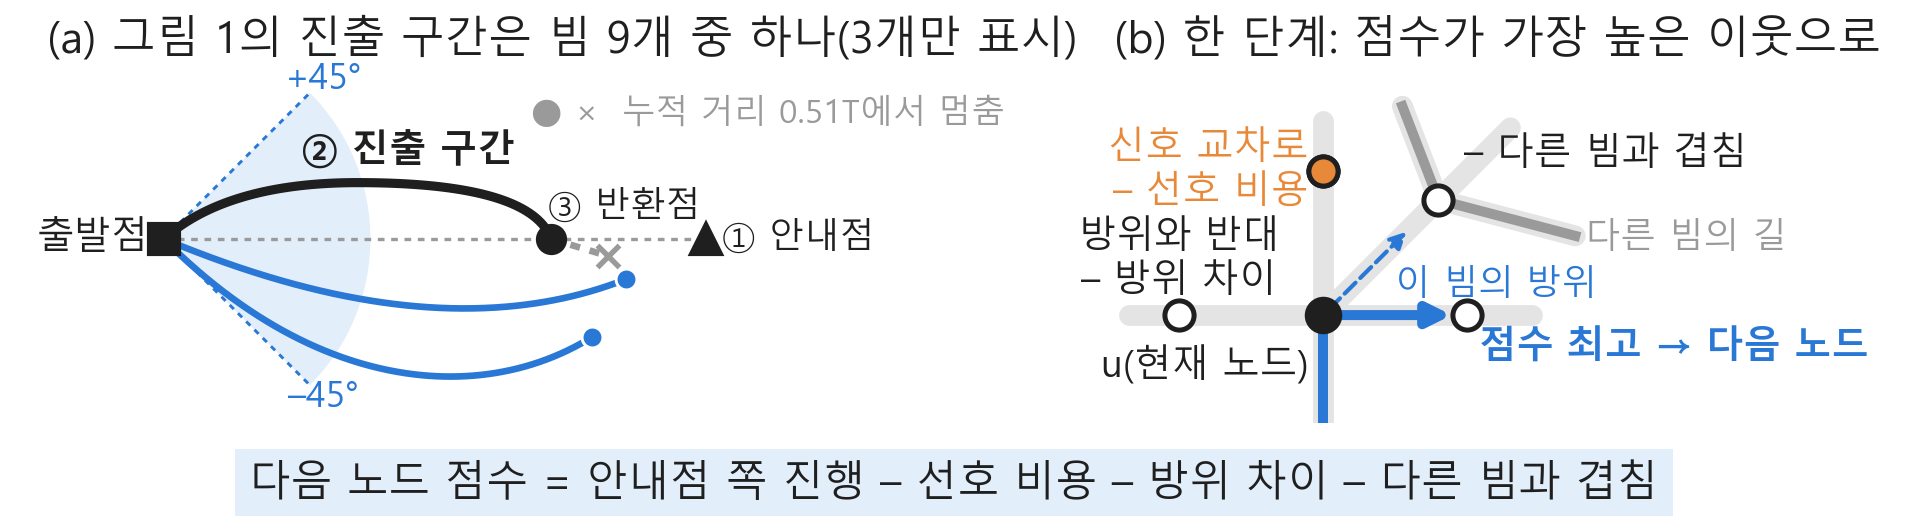 (a) 그림 1의 진출 구간은 빔 9개 중 하나(3개만 표시)
+45°
● × 누적 거리 0.51T에서 멈춤
② 진출 구간
③ 반환점
출발점
① 안내점
–45°
(b) 한 단계: 점수가 가장 높은 이웃으로
신호 교차로
– 선호 비용
– 다른 빔과 겹침
방위와 반대
– 방위 차이
다른 빔의 길
이 빔의 방위
점수 최고 → 다음 노드
u(현재 노드)
다음 노드 점수 = 안내점 쪽 진행 – 선호 비용 – 방위 차이 – 다른 빔과 겹침